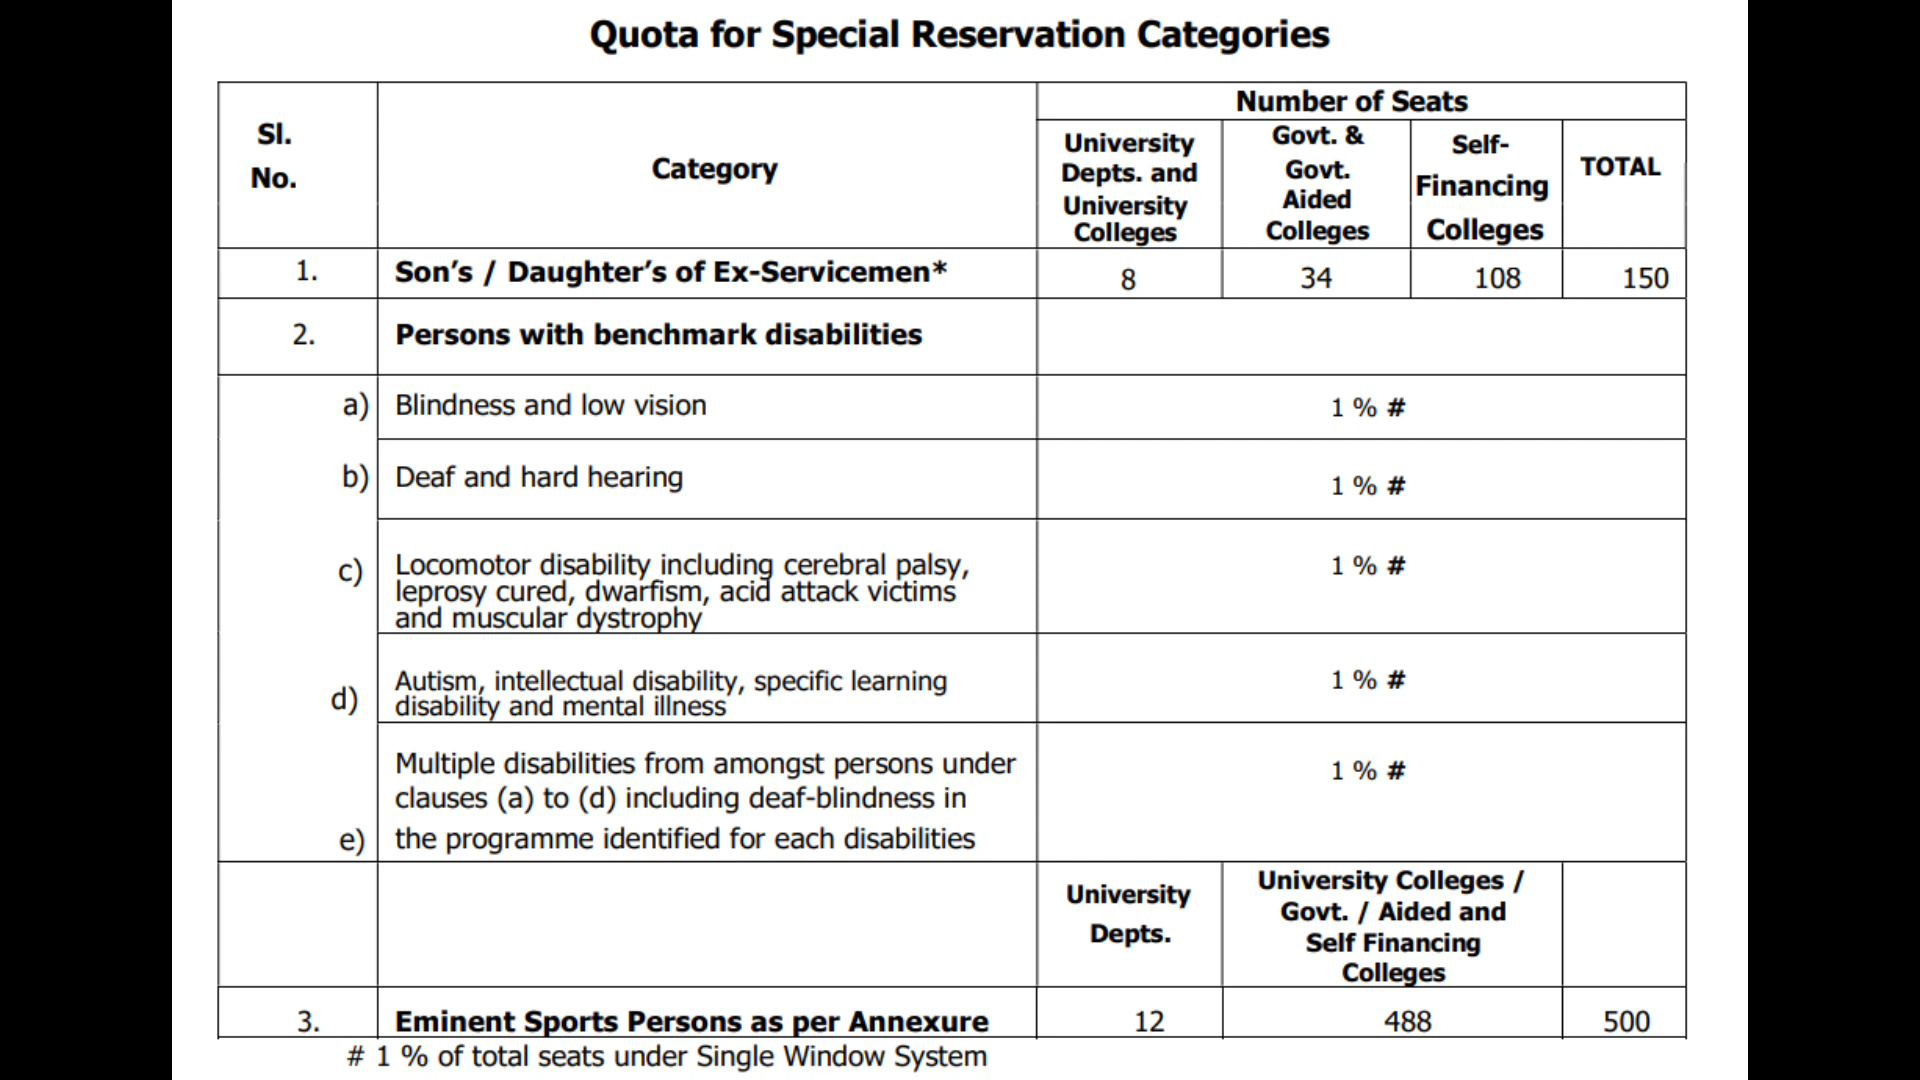 Quota for Special Reservation Categories
Sl.
No.
Category
Number of Seats
University
Depts. and
University
Colleges
Govt. &
Govt.
Aided
Colleges
Self-
Financing
Colleges
TOTAL
1.
Son’s / Daughter’s of Ex-Servicemen*
8
34
108
150
2.
Persons with benchmark disabilities
a)
Blindness and low vision
1 % #
b)
Deaf and hard hearing
1 % #
c)
Locomotor disability including cerebral palsy,
leprosy cured, dwarfism, acid attack victims
and muscular dystrophy
1 % #
d)
Autism, intellectual disability, specific learning
disability and mental illness
1 % #
e)
Multiple disabilities from amongst persons under
clauses (a) to (d) including deaf-blindness in
the programme identified for each disabilities
1 % #
University
Depts.
University Colleges /
Govt. / Aided and
Self Financing
Colleges
3.
Eminent Sports Persons as per Annexure
12
488
500
# 1 % of total seats under Single Window System